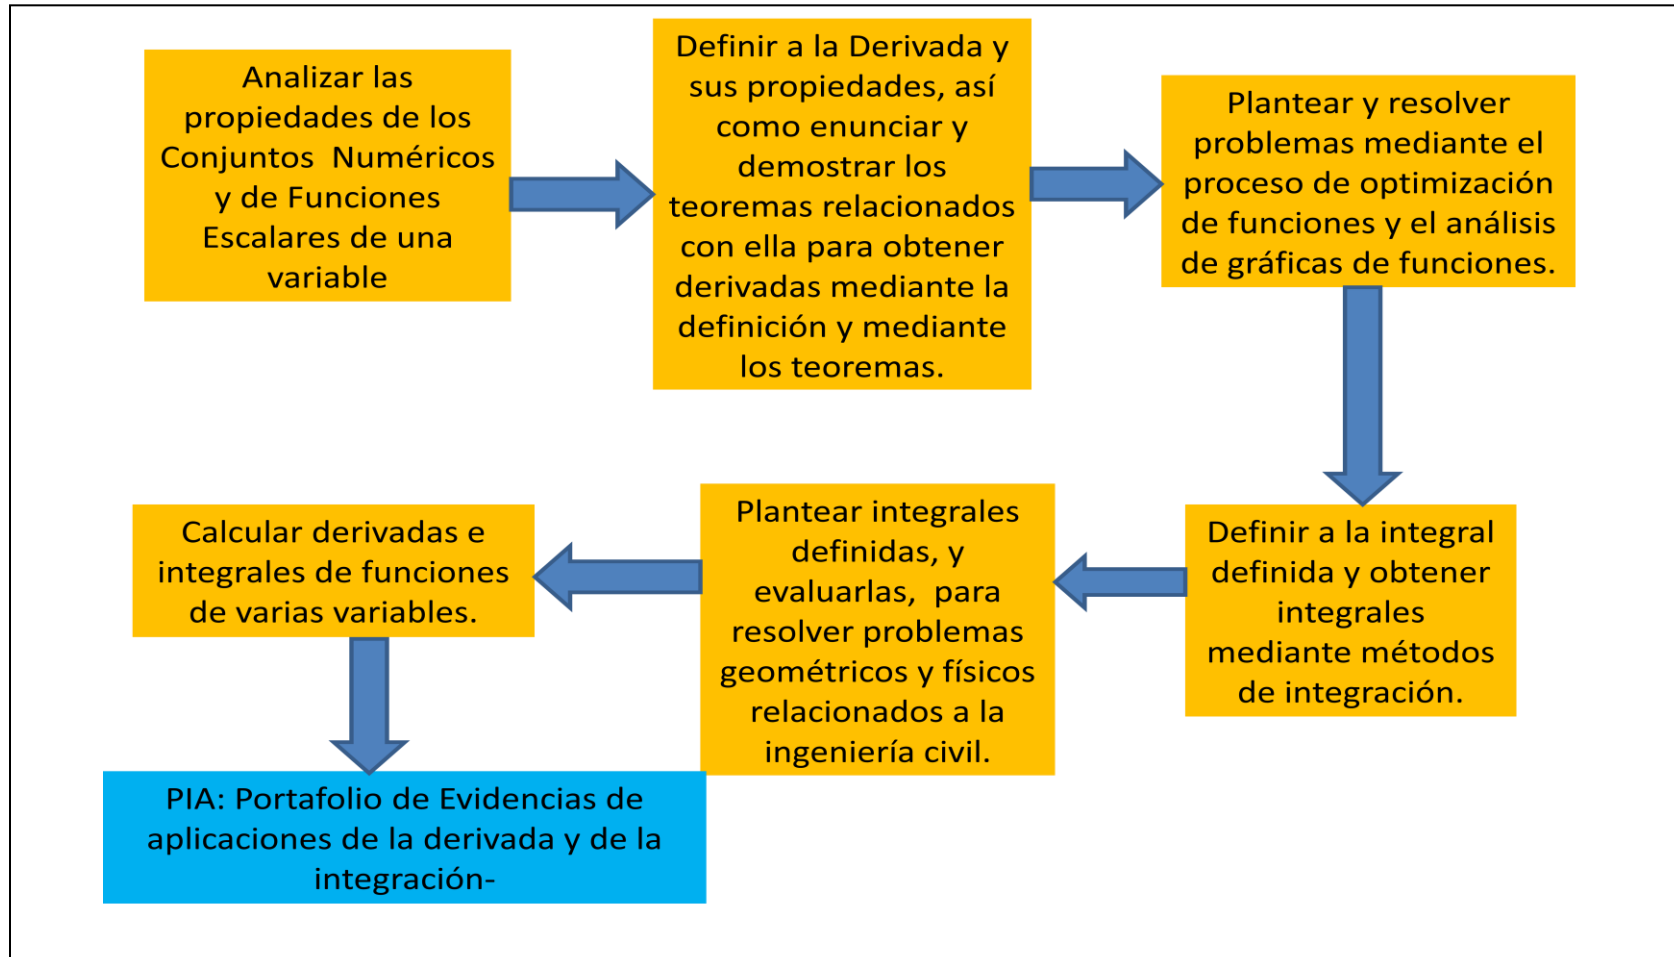 Analizar las
propiedades de los
Conjuntos  Numéricos
y de Funciones
Escalares de una
variable
Definir a la Derivada y
sus propiedades, así
como enunciar y
demostrar los
teoremas relacionados
con ella para obtener
derivadas mediante la
definición y mediante
los teoremas.
Plantear y resolver
problemas mediante el
proceso de optimización
de funciones y el análisis
de gráficas de funciones.
Definir a la integral
definida y obtener
integrales
mediante métodos
de integración.
Plantear integrales
definidas, y
evaluarlas,  para
resolver problemas
geométricos y físicos
relacionados a la
ingeniería civil.
Calcular derivadas e
integrales de funciones
de varias variables.
PIA: Portafolio de Evidencias de
aplicaciones de la derivada y de la
integración-